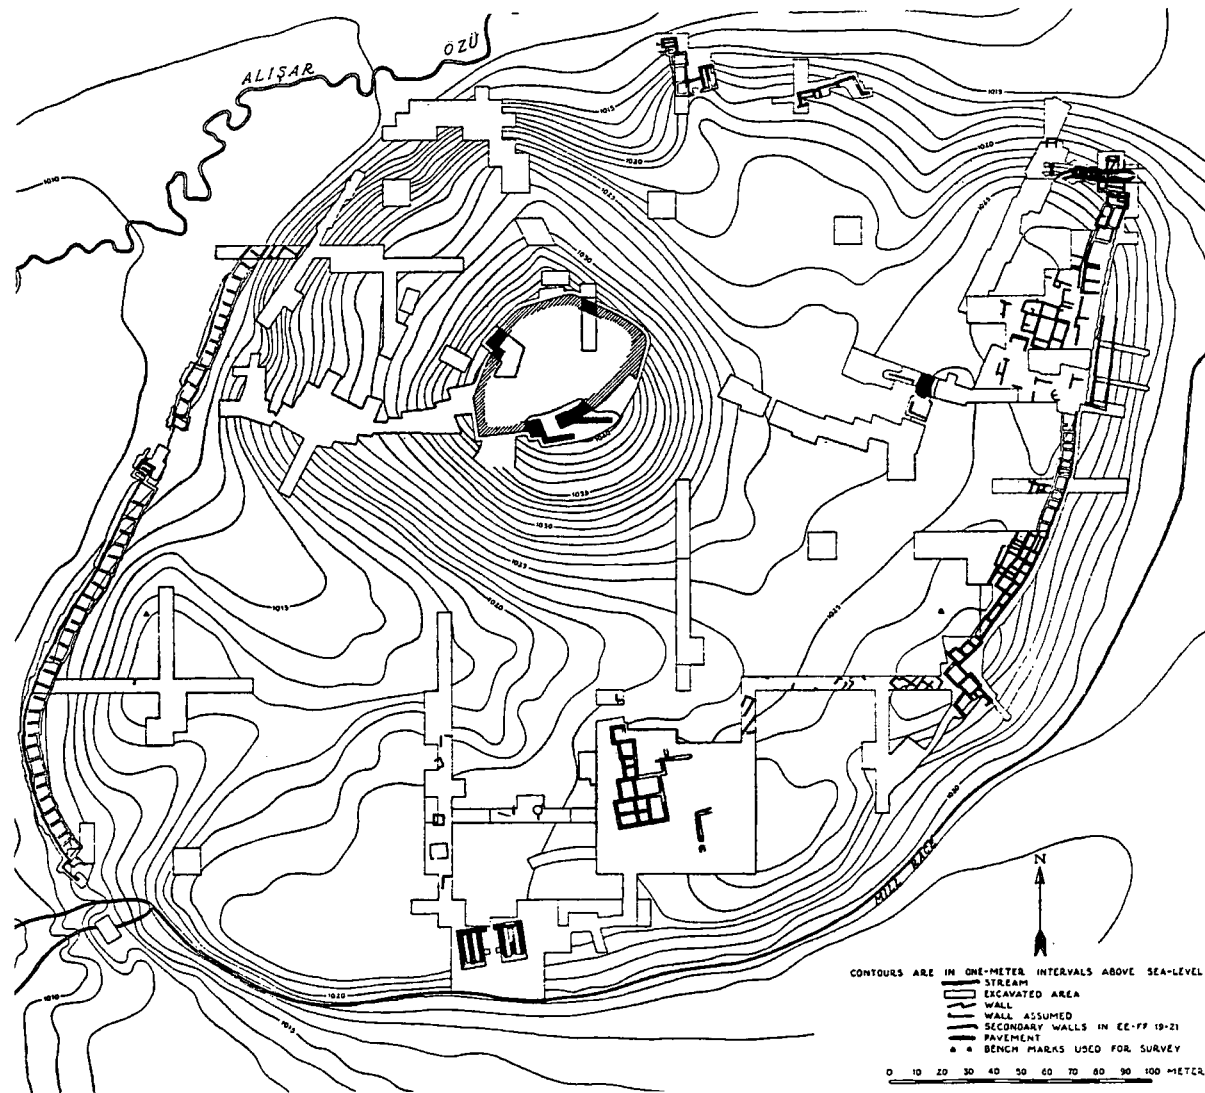 ALIŞAR ÖZÜ
1015
1015
1020
1020
1025
1025
1010
1030
1040
1035
1030
1025
1025
1015
1020
1020
MILL RACE
N
1020
1015
1010
CONTOURS ARE IN ONE-METER INTERVALS ABOVE SEA-LEVEL
STREAM
EXCAVATED AREA
WALL
WALL ASSUMED
SECONDARY WALLS IN EE-FF 19-21
PAVEMENT
BENCH MARKS USED FOR SURVEY
0 10 20 30 40 50 60 70 80 90 100 METER